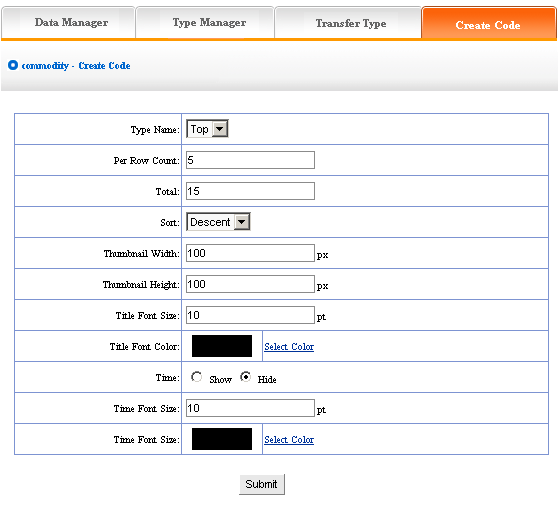 Data Manager Type Manager Transfer Type Create Code
commodity - Create Code
Type Name: Top
Per Row Count: 5
Total: 15
Sort: Descent
Thumbnail Width: 100 px
Thumbnail Height: 100 px
Title Font Size: 10 pt
Title Font Color: Select Color
Time: Show Hide
Time Font Size: 10 pt
Time Font Size: Select Color
Submit